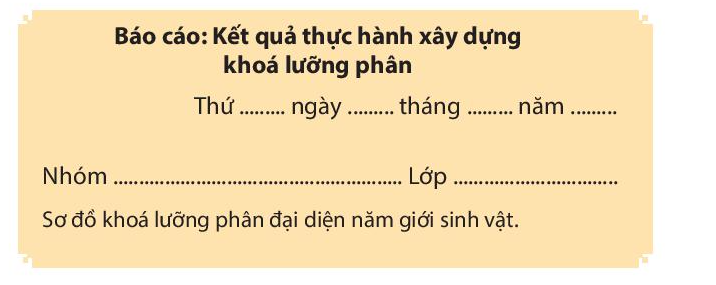 Báo cáo: Kết quả thực hành xây dựng
khoá lưỡng phân
Thứ ......... ngày ......... tháng ......... năm .........
Nhóm ........................................................ Lớp ................................
Sơ đồ khoá lưỡng phân đại diện năm giới sinh vật.